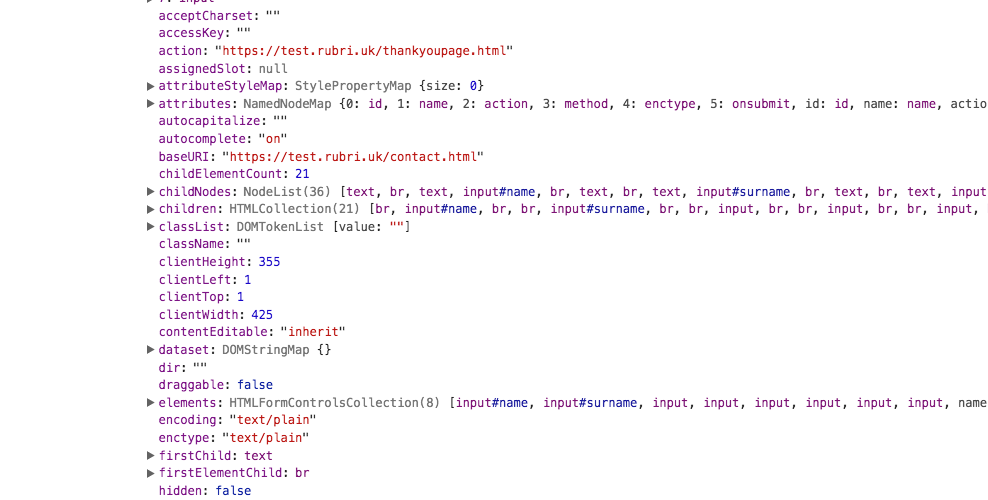 7: input
acceptCharset: ""
accessKey: ""
action: "https://test.rubri.uk/thankyoupage.html"
assignedSlot: null
attributeStyleMap: StylePropertyMap {size: 0}
attributes: NamedNodeMap {0: id, 1: name, 2: action, 3: method, 4: enctype, 5: onsubmit, id: id, name: name, actio
autocapitalize: ""
autocomplete: "on"
baseURI: "https://test.rubri.uk/contact.html"
childElementCount: 21
childNodes: NodeList(36) [text, br, text, input#name, br, text, br, text, input#surname, br, text, br, text, input
children: HTMLCollection(21) [br, input#name, br, br, input#surname, br, br, input, br, br, input, br, br, input,
classList: DOMTokenList [value: ""]
className: ""
clientHeight: 355
clientLeft: 1
clientTop: 1
clientWidth: 425
contentEditable: "inherit"
dataset: DOMStringMap {}
dir: ""
draggable: false
elements: HTMLFormControlsCollection(8) [input#name, input#surname, input, input, input, input, input, input, name
encoding: "text/plain"
enctype: "text/plain"
firstChild: text
firstElementChild: br
hidden: false